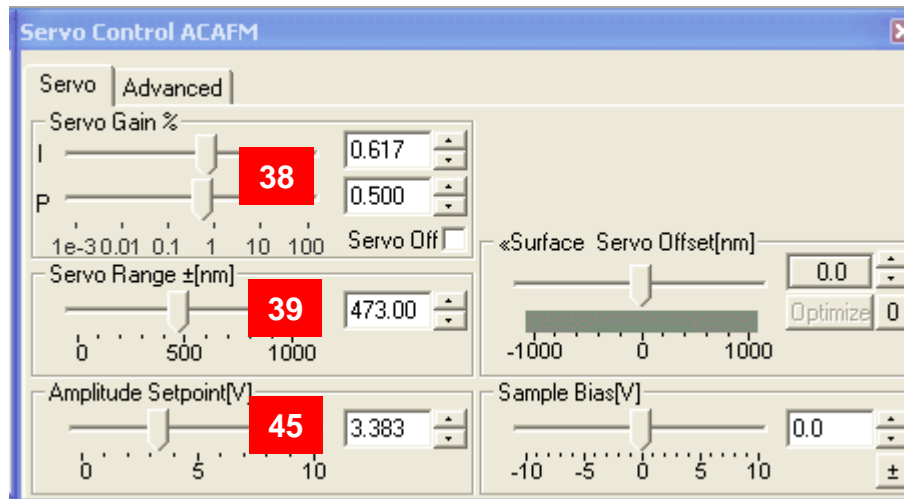 Servo Control ACAFM
Servo Advanced
Servo Gain %
I 0.617
38
P 0.500
1e-3 0.01 0.1 1 10 100 Servo Off
Servo Range ±[nm]
39 473.00
0 500 1000
Amplitude Setpoint[V]
45 3.383
0 5 10
«Surface Servo Offset[nm]
0.0
Optimize 0
-1000 0 1000
Sample Bias[V]
0.0
-10 -5 0 5 10 ±